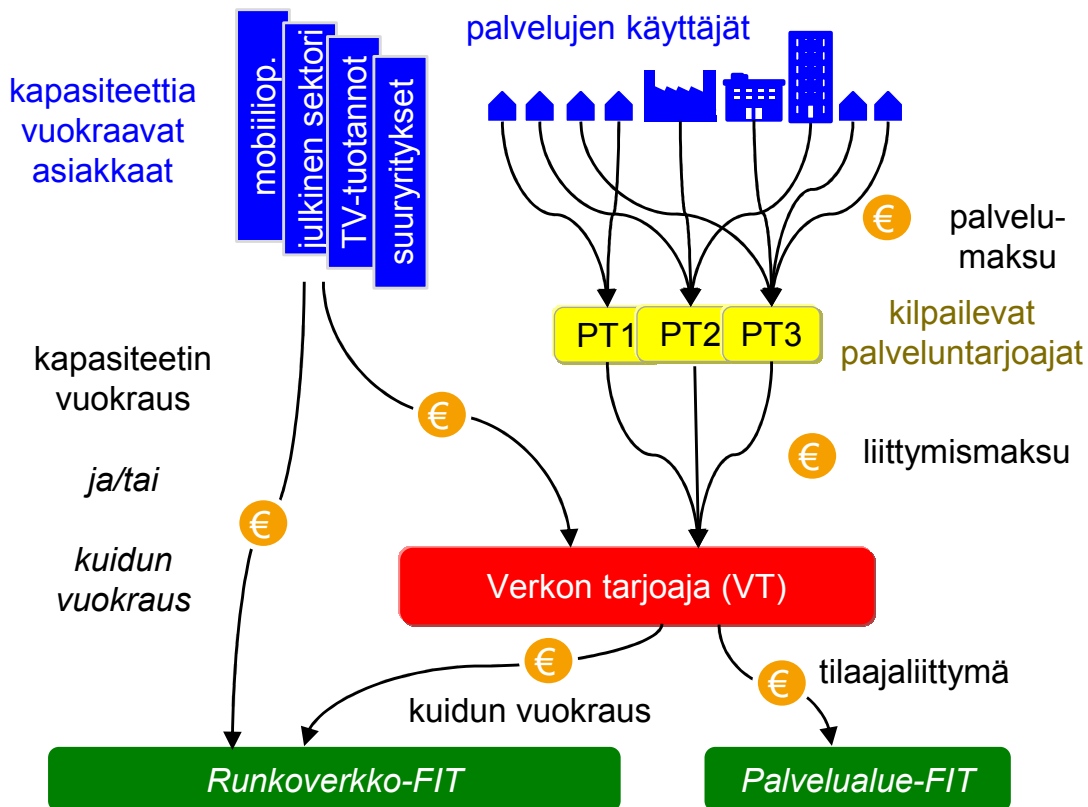 kapasiteettia
vuokraavat
asiakkaat
mobiiliop.
julkinen sektori
TV-tuotannot
suuryritykset
palvelujen käyttäjät
€
palvelu-
maksu
PT1
PT2
PT3
kilpailevat
palveluntarjoajat
kapasiteetin
vuokraus
€
€
liittymismaksu
ja/tai
€
kuidun
vuokraus
Verkon tarjoaja (VT)
€
kuidun vuokraus
€
tilaajaliittymä
Runkoverkko-FIT
Palvelualue-FIT